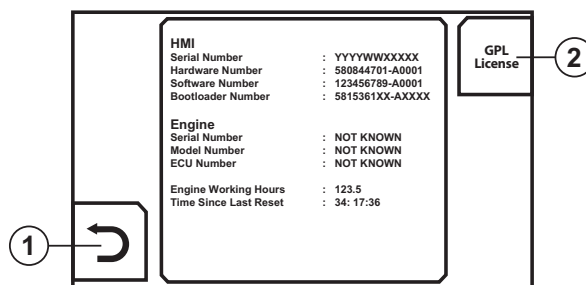 HMI
Serial Number : YYYYWWXXXXX
Hardware Number : 580844701-A0001
Software Number : 123456789-A0001
Bootloader Number : 5815361XX-AXXXX
Engine
Serial Number : NOT KNOWN
Model Number : NOT KNOWN
ECU Number : NOT KNOWN
Engine Working Hours : 123.5
Time Since Last Reset : 34: 17:36
GPL
License
2
1